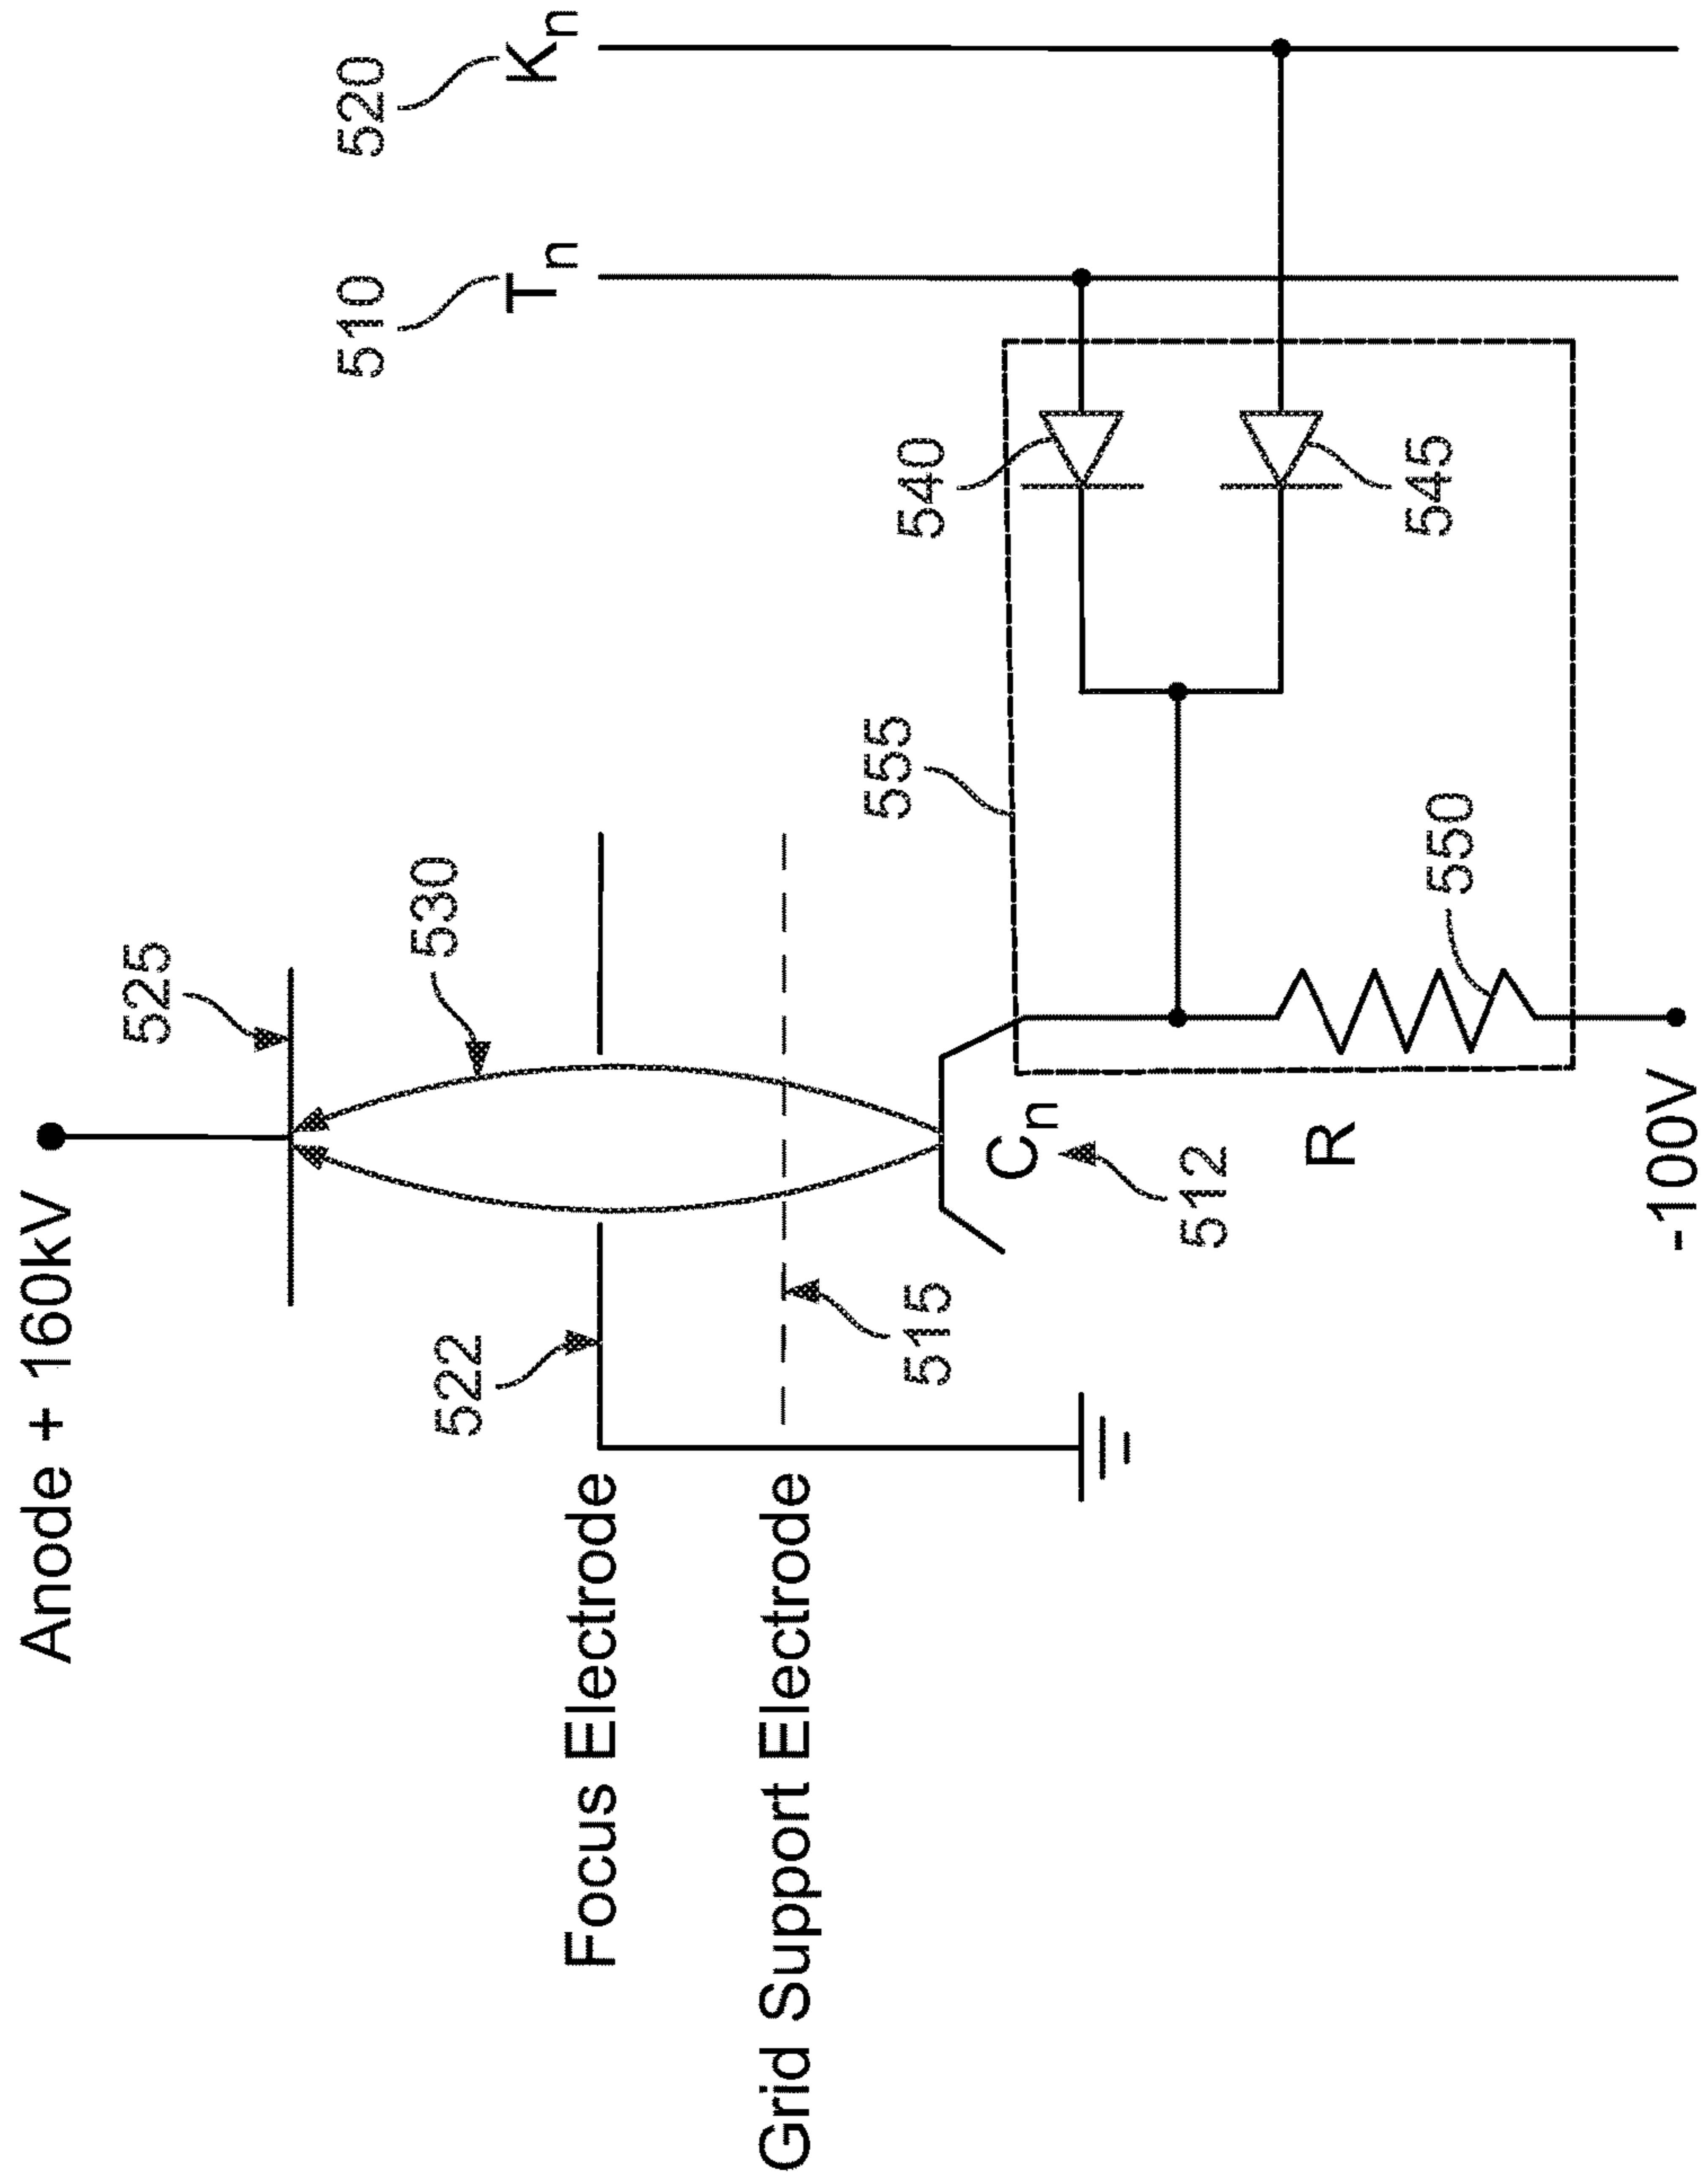 Anode + 160kV
525
530
522
Focus Electrode
515
Grid Support Electrode
Cn
512
R
-100V
550
555
540
545
510
Tn
520
Kn